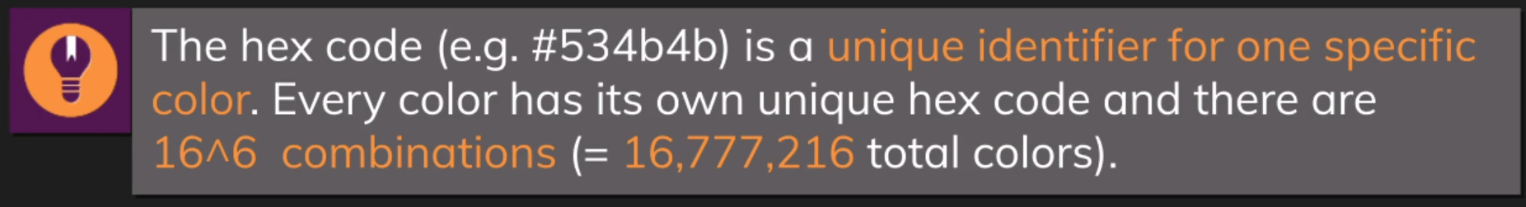 The hex code (e.g. #534b4b) is a unique identifier for one specific
color. Every color has its own unique hex code and there are
16^6  combinations (= 16,777,216 total colors).